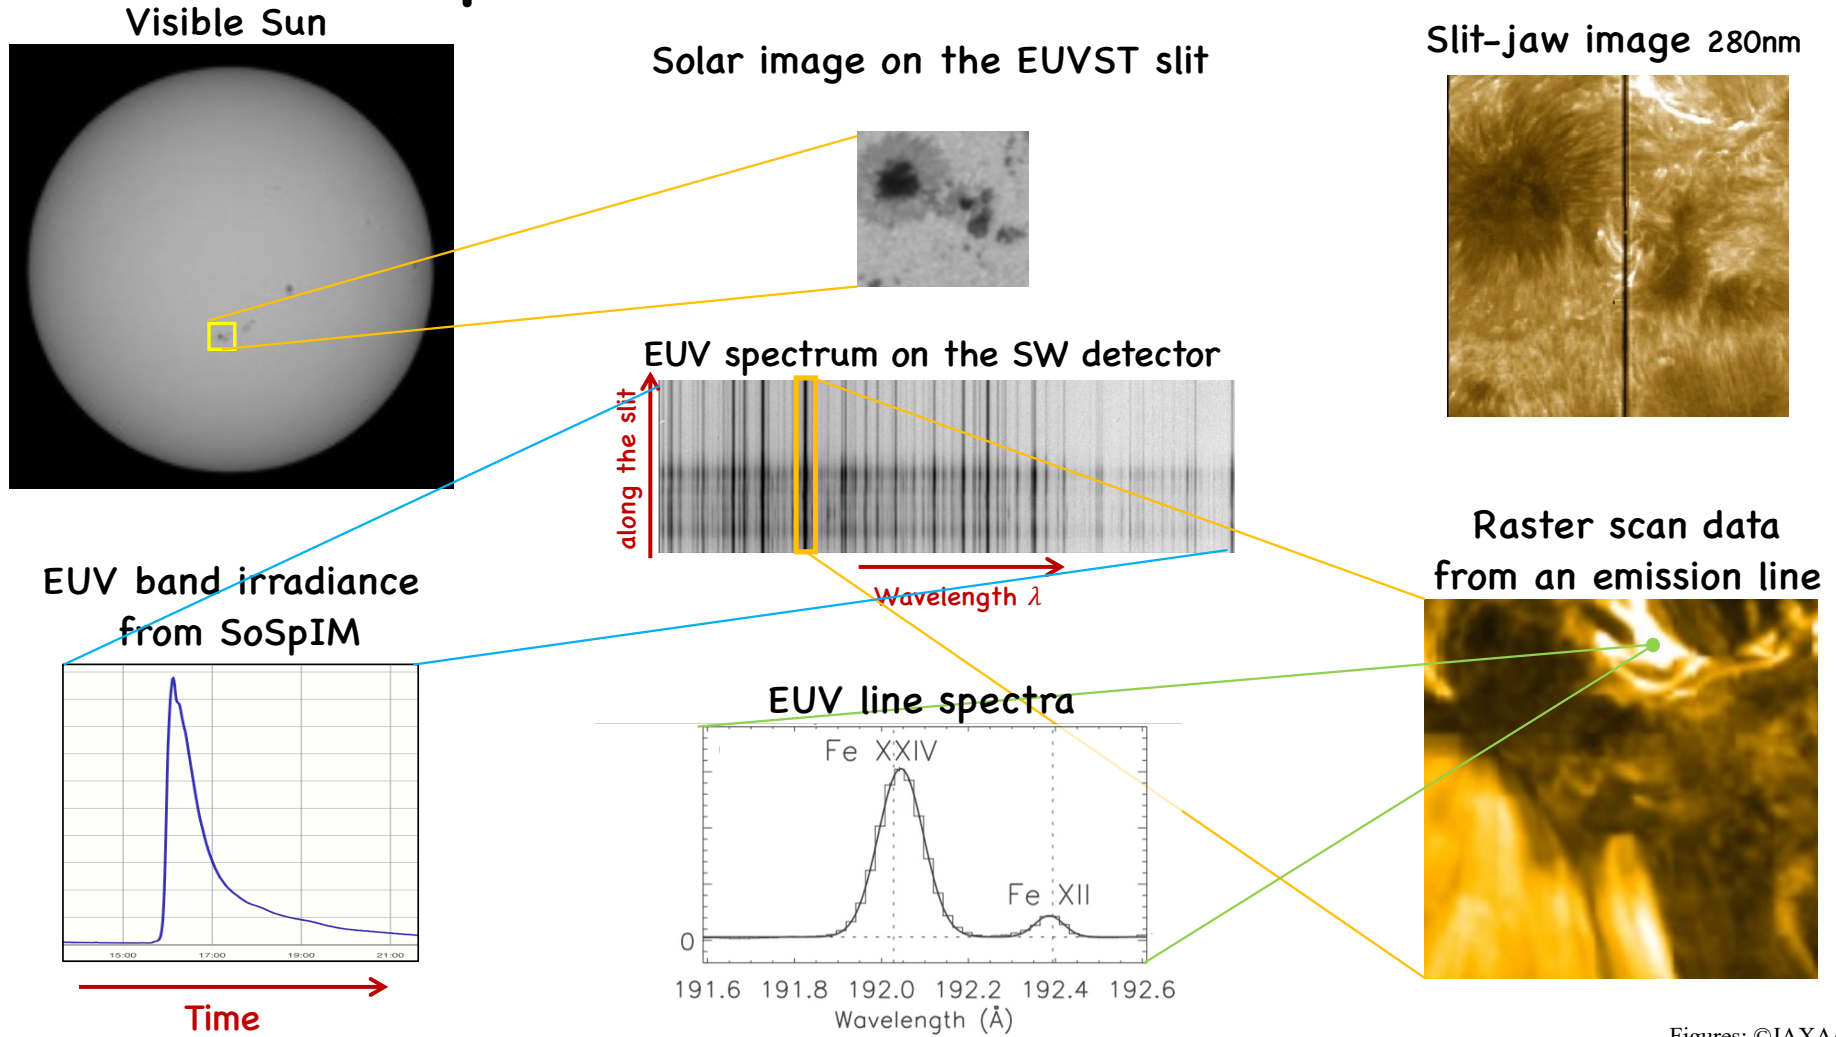 Visible Sun
Solar image on the EUVST slit
Slit-jaw image 280nm
EUV spectrum on the SW detector
along the slit
Wavelength λ
EUV band irradiance
from SoSpIM
15:00 17:00 19:00 21:00
Time
EUV line spectra
Fe XXIV
Fe XII
0
191.6 191.8 192.0 192.2 192.4 192.6
Wavelength (Å)
Raster scan data
from an emission line
Figures: ©JAXA